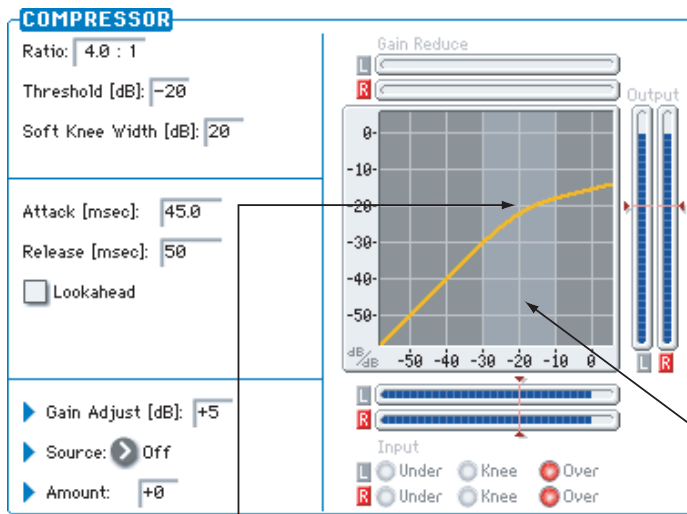 COMPRESSOR
Ratio: 4.0 : 1
Threshold [dB]: -20
Soft Knee Width [dB]: 20
Attack [msec]: 45.0
Release [msec]: 50
Lookahead
Gain Adjust [dB]: +5
Source: Off
Amount: +0
Gain Reduce
L
R
Output
0-
-10-
-20-
-30-
-40-
-50-
dB/dB -50 -40 -30 -20 -10 0
L R
L
R
Input
L Under Knee Over
R Under Knee Over